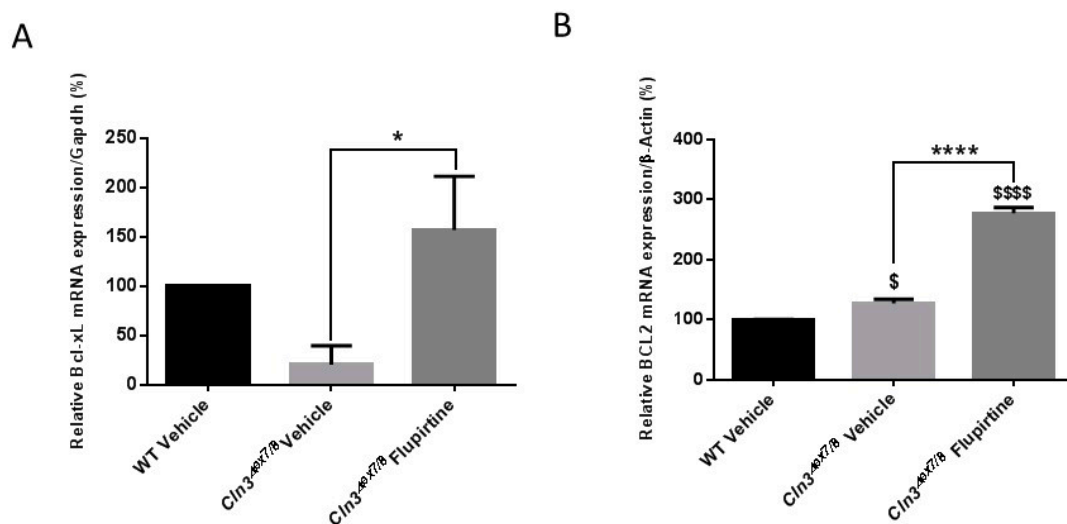 A
B
Relative Bcl-xL mRNA expression/Gapdh (%)
250
200
150
100
50
0
*
WT Vehicle
Cln3Δex7/8 Vehicle
Cln3Δex7/8 Flupirtine
Relative BCL2 mRNA expression/β-Actin (%)
400
300
200
100
0
****
$$$$
$
WT Vehicle
Cln3Δex7/8 Vehicle
Cln3Δex7/8 Flupirtine